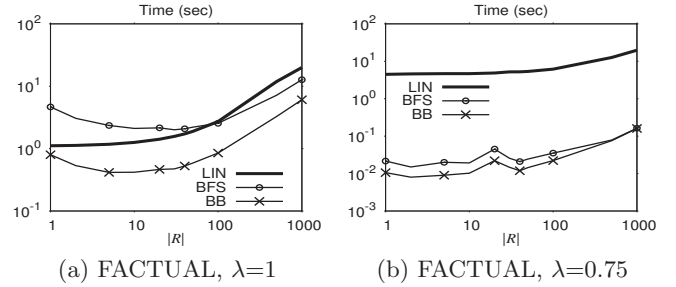 Time (sec)
10^2
10^1
10^0
10^-1
LIN
BFS
BB
1
10
100
1000
|R|
(a) FACTUAL, λ=1
Time (sec)
10^2
10^1
10^0
10^-1
10^-2
10^-3
LIN
BFS
BB
1
10
100
1000
|R|
(b) FACTUAL, λ=0.75